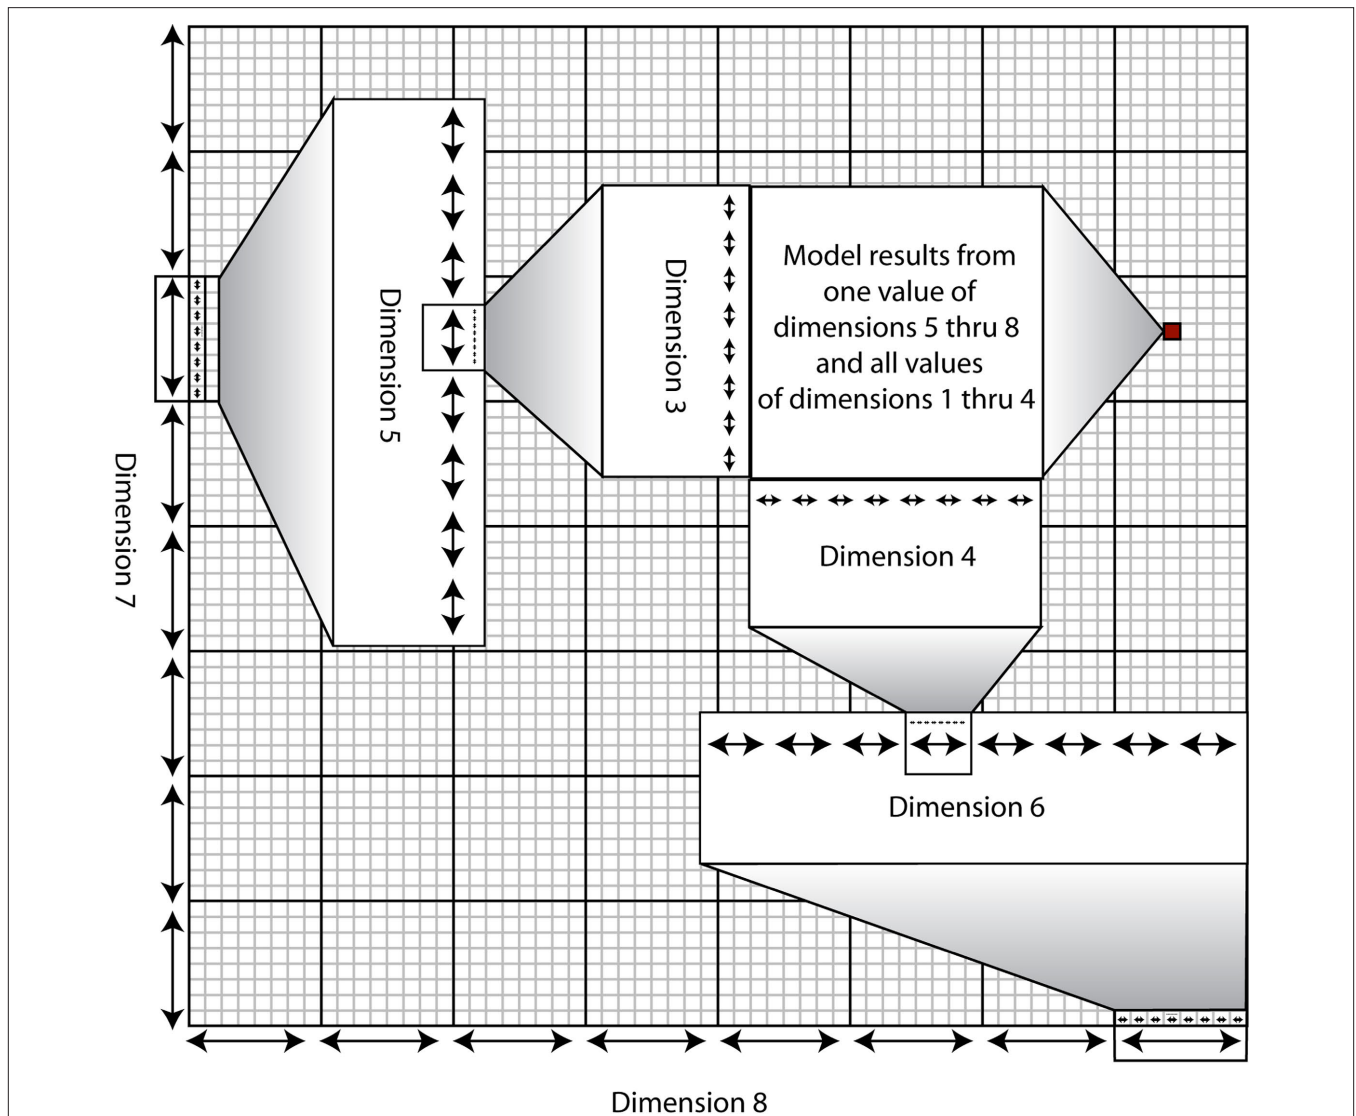 Model results from
one value of
dimensions 5 thru 8
and all values
of dimensions 1 thru 4
Dimension 3
Dimension 5
Dimension 7
Dimension 4
Dimension 6
Dimension 8